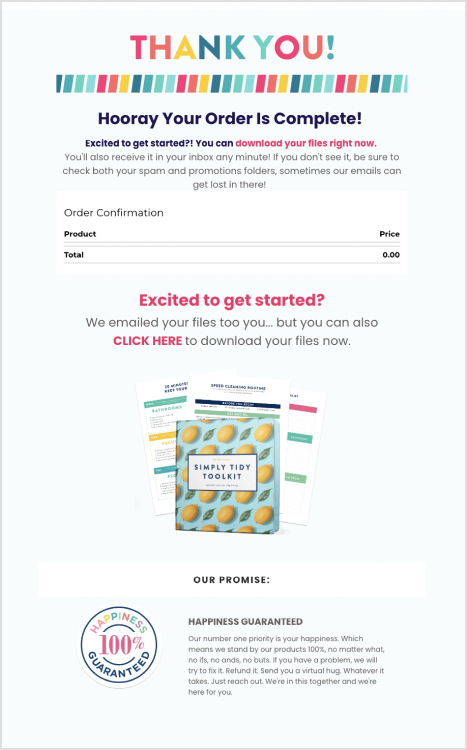 THANK YOU!
Hooray Your Order Is Complete!
Excited to get started?! You can download your files right now.
You'll also receive it in your inbox any minute! If you don't see it, be sure to
check both your spam and promotions folders, sometimes our emails can
get lost in there!
Order Confirmation
Product Price
Total 0.00
Excited to get started?
We emailed your files too you... but you can also
CLICK HERE to download your files now.
SPEED CLEANING ROUTINE
BATHROOMS
SIMPLY TIDY
TOOLKIT
OUR PROMISE:
HAPPINESS
100%
GUARANTEED
HAPPINESS GUARANTEED
Our number one priority is your happiness. Which
means we stand by our products 100%, no matter what,
no ifs, no ands, no buts. If you have a problem, we will
try to fix it. Refund it. Send you a virtual hug. Whatever it
takes. Just reach out. We're in this together and we're
here for you.